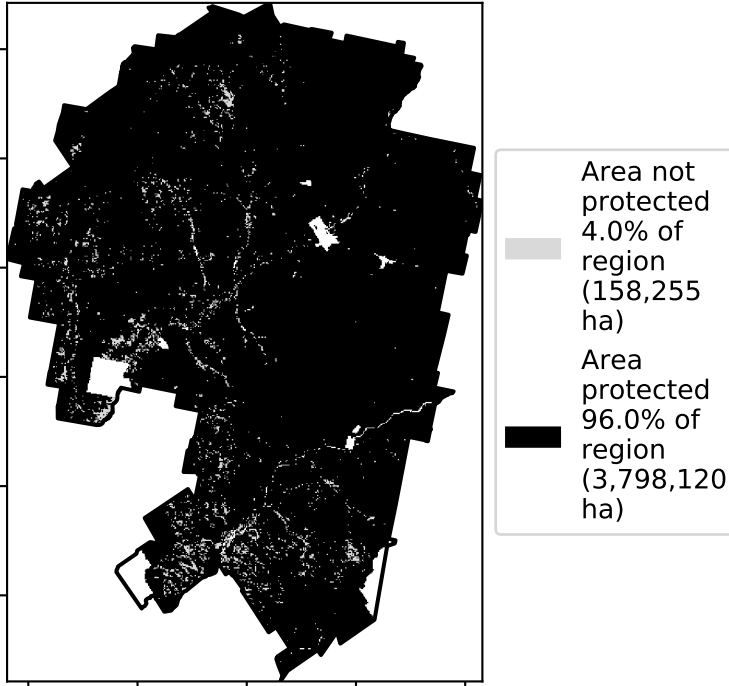 Area not
protected
4.0% of
region
(158,255
ha)
Area
protected
96.0% of
region
(3,798,120
ha)